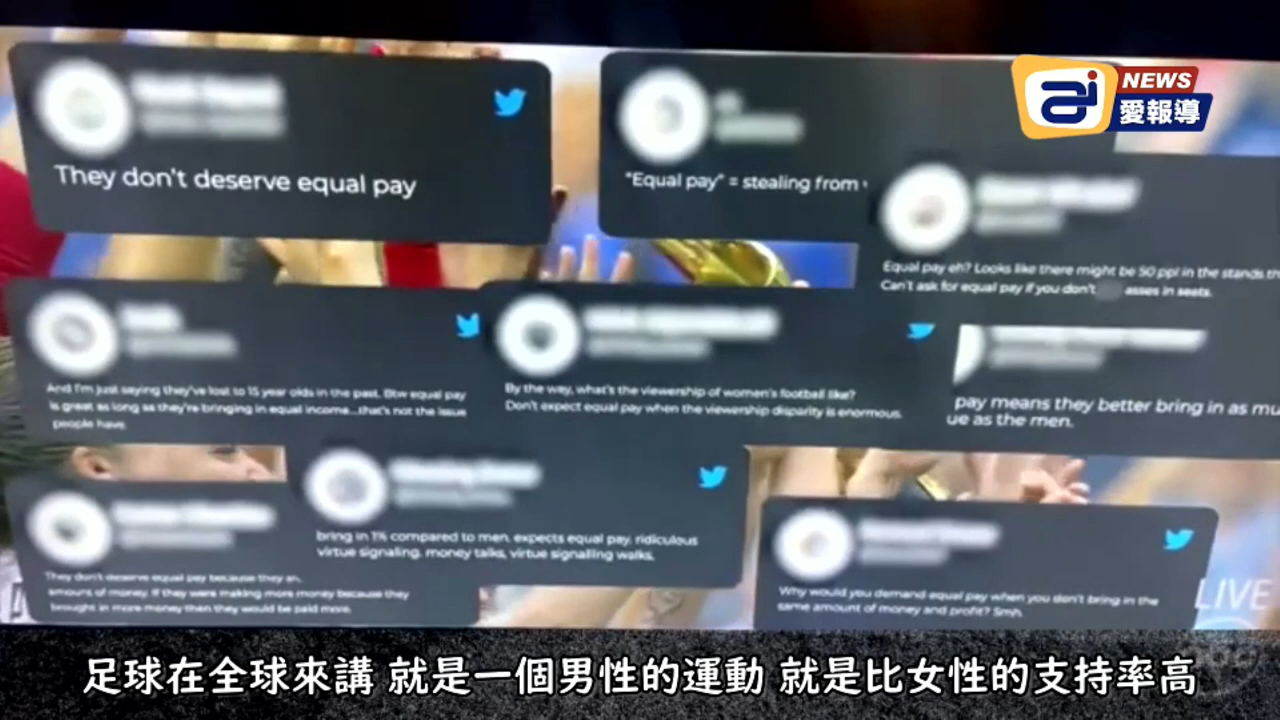 NEWS
愛報導
They don't deserve equal pay
"Equal pay" = stealing from
Equal pay eh? Looks like there might be 50 ppl in the stands th
Can't ask for equal pay if you don't asses in seats.
And I'm just saying they've lost to 15 year olds in the past. Btw equal pay
is great as long as they're bringing in equal income...that's not the issue
people have.
By the way, what's the viewership of women's football like?
Don't expect equal pay when the viewership disparity is enormous.
pay means they better bring in as mu
ue as the men.
bring in 1% compared to men, expects equal pay. ridiculous
virtue signaling. money talks, virtue signalling walks.
They don't deserve equal pay because they
amounts of money. If they were making more money because they
brought in more money then they would be paid more.
Why would you demand equal pay when you don't bring in the
same amount of money and profit? Smh.
LIVE
足球在全球來講 就是一個男性的運動 就是比女性的支持率高